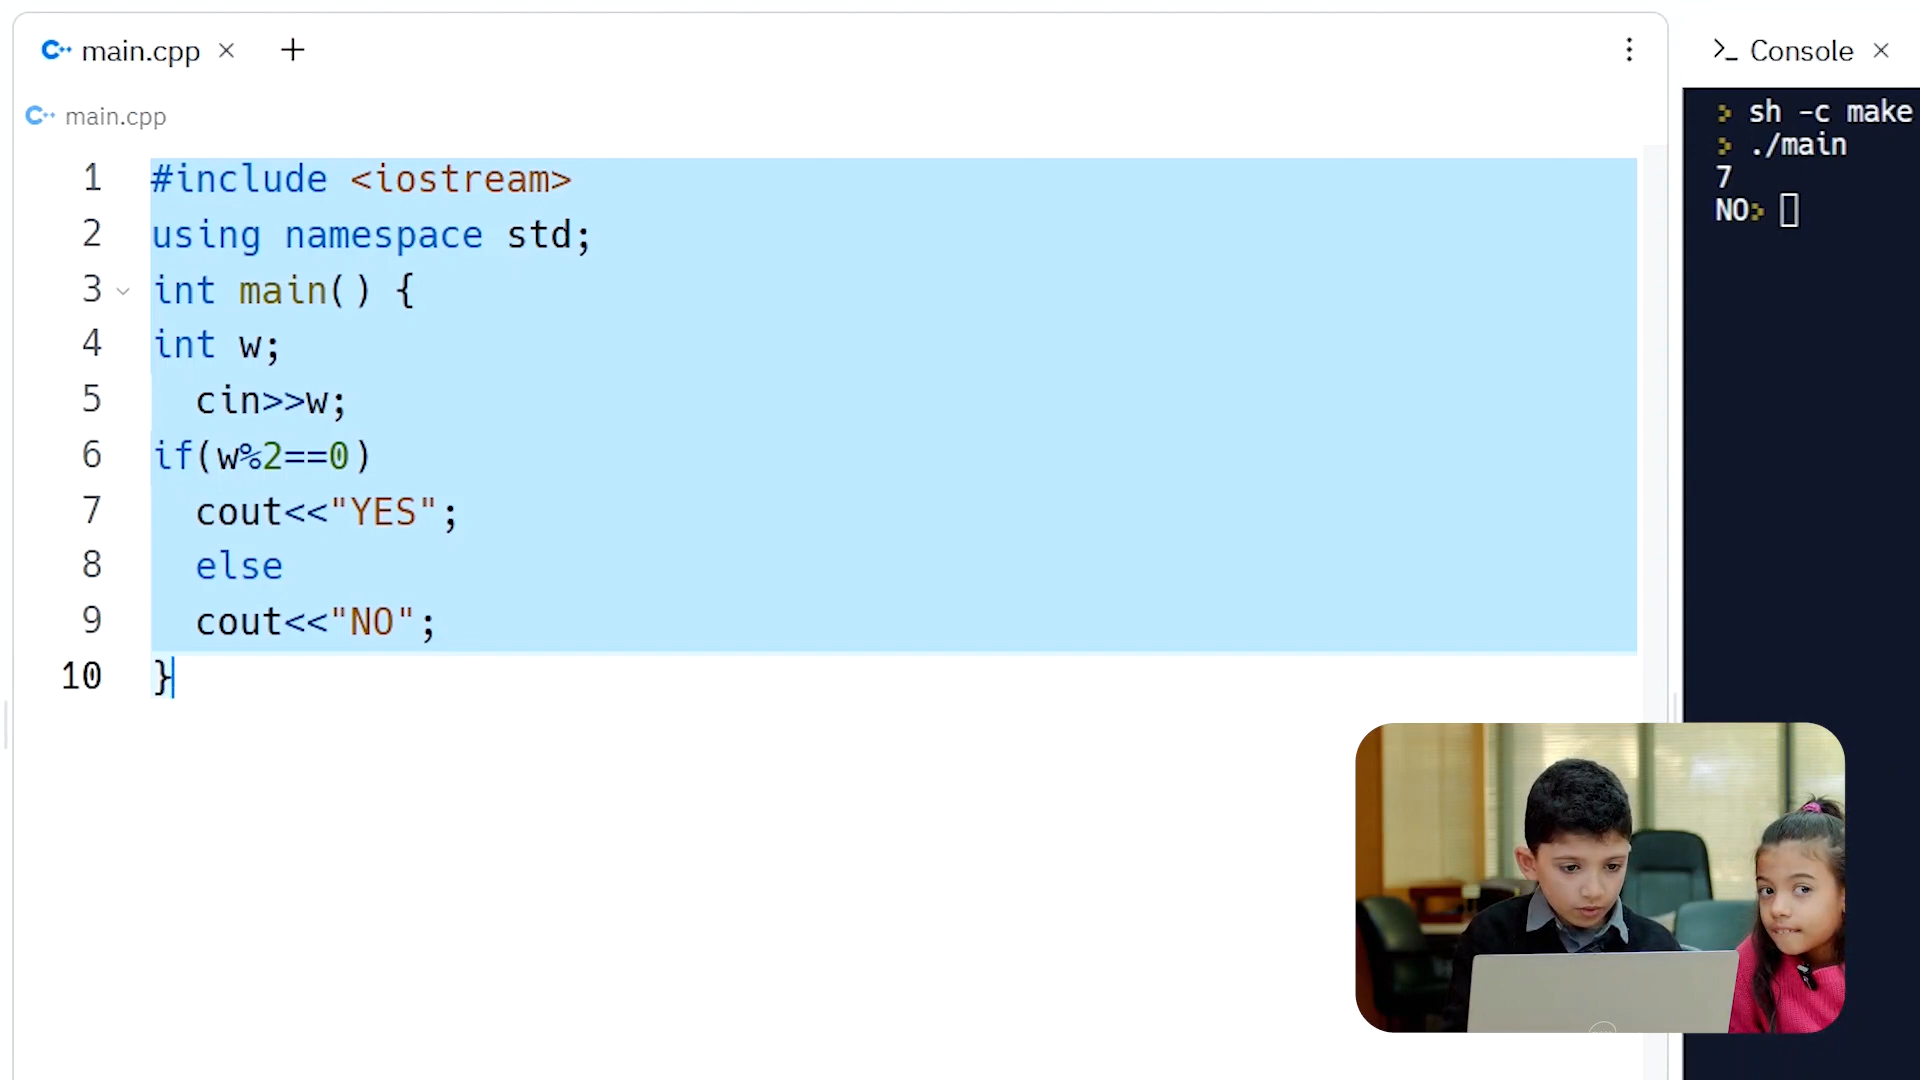 C++ main.cpp
C++ main.cpp
1 #include <iostream>
2 using namespace std;
3 int main() {
4 int w;
5 cin>>w;
6 if(w%2==0)
7 cout<<"YES";
8 else
9 cout<<"NO";
10 }
>_ Console
> sh -c make
> ./main
7
NO>